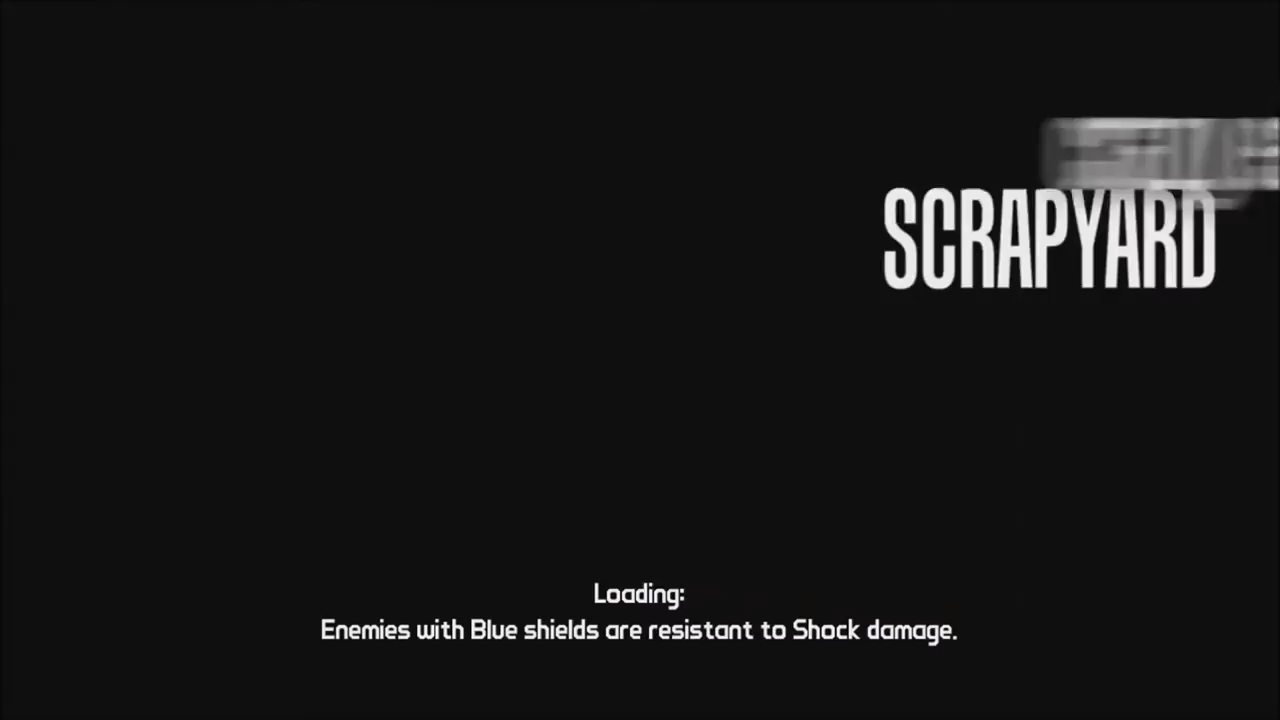 SCRAPYARD
Loading:
Enemies with Blue shields are resistant to Shock damage.